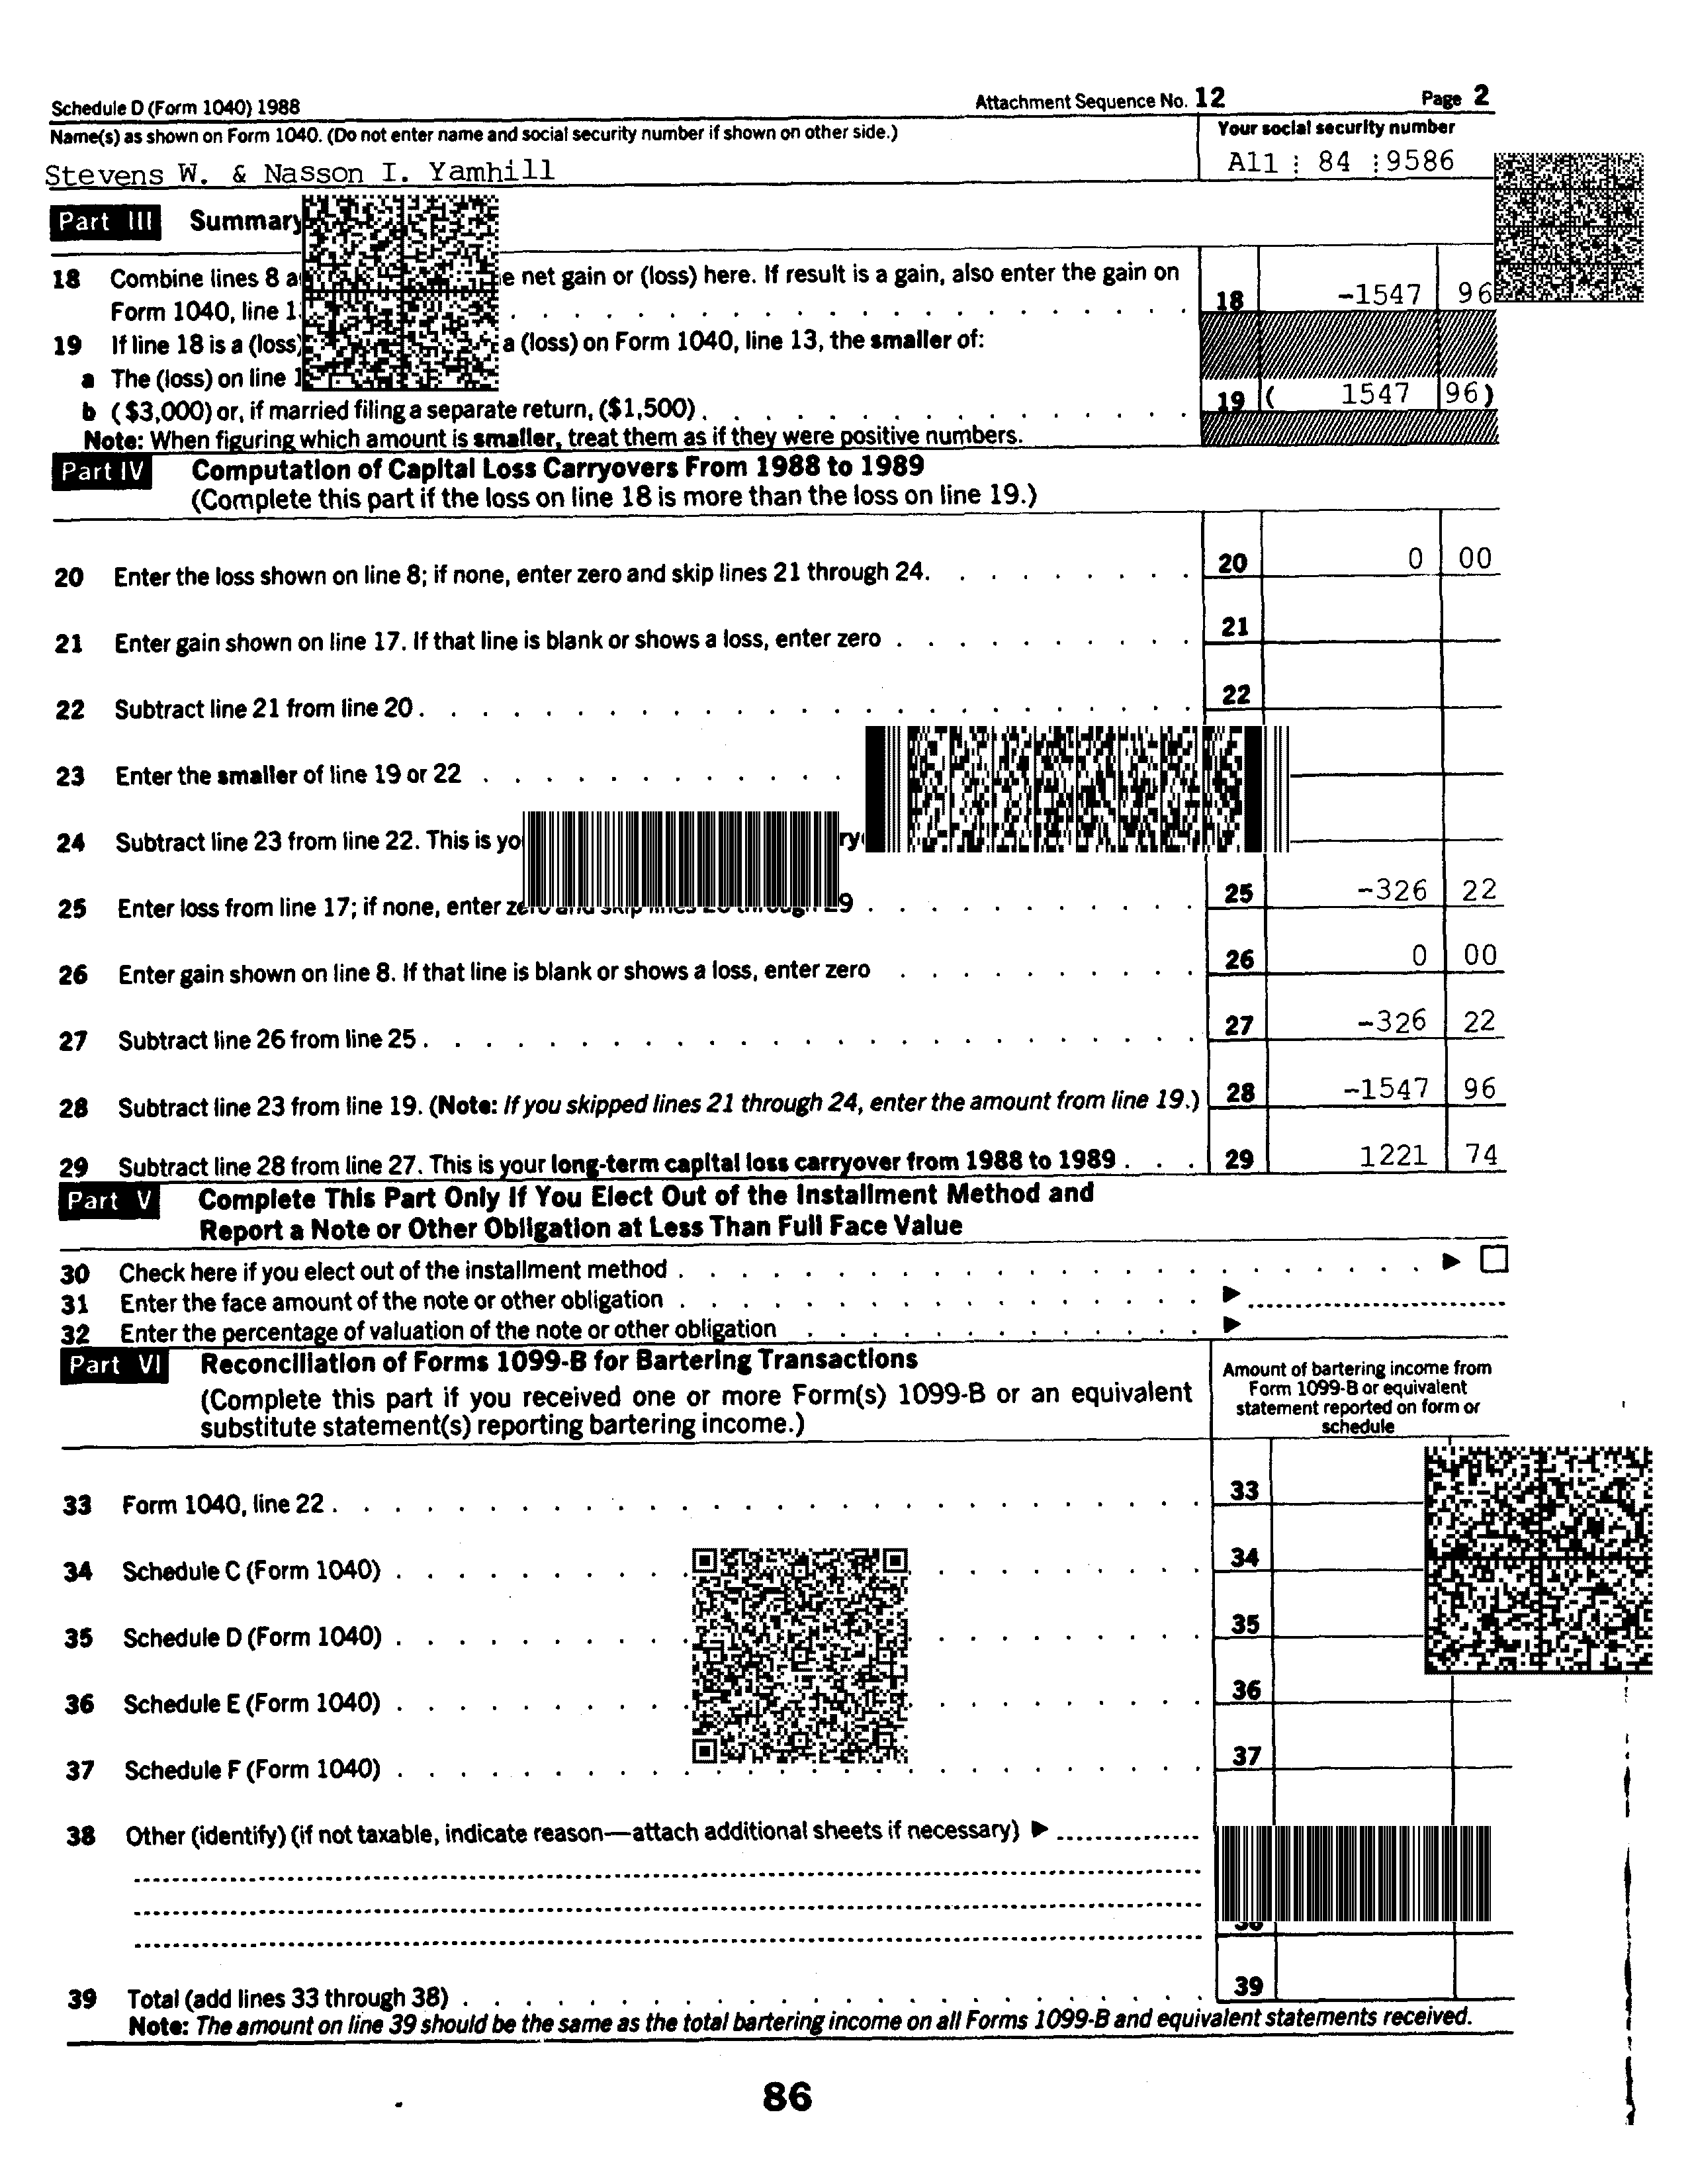 Schedule D (Form 1040) 1988 Attachment Sequence No. 12 Page 2
Name(s) as shown on Form 1040. (Do not enter name and social security number if shown on other side.) Your social security number
Stevens W. & Nasson I. Yamhill A11 : 84 : 9586
Part III Summary
18 Combine lines 8 a e net gain or (loss) here. If result is a gain, also enter the gain on
Form 1040, line 1 18 -1547 96
19 If line 18 is a (loss) a (loss) on Form 1040, line 13, the smaller of:
a The (loss) on line 1
b ($3,000) or, if married filing a separate return, ($1,500) 19 ( 1547 96)
Note: When figuring which amount is smaller, treat them as if they were positive numbers.
Part IV Computation of Capital Loss Carryovers From 1988 to 1989
(Complete this part if the loss on line 18 is more than the loss on line 19.)
20 Enter the loss shown on line 8; if none, enter zero and skip lines 21 through 24. 20 0 00
21 Enter gain shown on line 17. If that line is blank or shows a loss, enter zero 21
22 Subtract line 21 from line 20 22
23 Enter the smaller of line 19 or 22
24 Subtract line 23 from line 22. This is yo
25 Enter loss from line 17; if none, enter zero and skip lines 26 through 29 25 -326 22
26 Enter gain shown on line 8. If that line is blank or shows a loss, enter zero 26 0 00
27 Subtract line 26 from line 25 27 -326 22
28 Subtract line 23 from line 19. (Note: If you skipped lines 21 through 24, enter the amount from line 19.) 28 -1547 96
29 Subtract line 28 from line 27. This is your long-term capital loss carryover from 1988 to 1989 29 1221 74
Part V Complete This Part Only If You Elect Out of the Installment Method and
Report a Note or Other Obligation at Less Than Full Face Value
30 Check here if you elect out of the installment method
31 Enter the face amount of the note or other obligation
32 Enter the percentage of valuation of the note or other obligation
Part VI Reconciliation of Forms 1099-B for Bartering Transactions
(Complete this part if you received one or more Form(s) 1099-B or an equivalent
substitute statement(s) reporting bartering income.)
Amount of bartering income from
Form 1099-B or equivalent
statement reported on form or
schedule
33 Form 1040, line 22 33
34 Schedule C (Form 1040) 34
35 Schedule D (Form 1040) 35
36 Schedule E (Form 1040) 36
37 Schedule F (Form 1040) 37
38 Other (identify) (if not taxable, indicate reason—attach additional sheets if necessary)
39 Total (add lines 33 through 38) 39
Note: The amount on line 39 should be the same as the total bartering income on all Forms 1099-B and equivalent statements received.
86